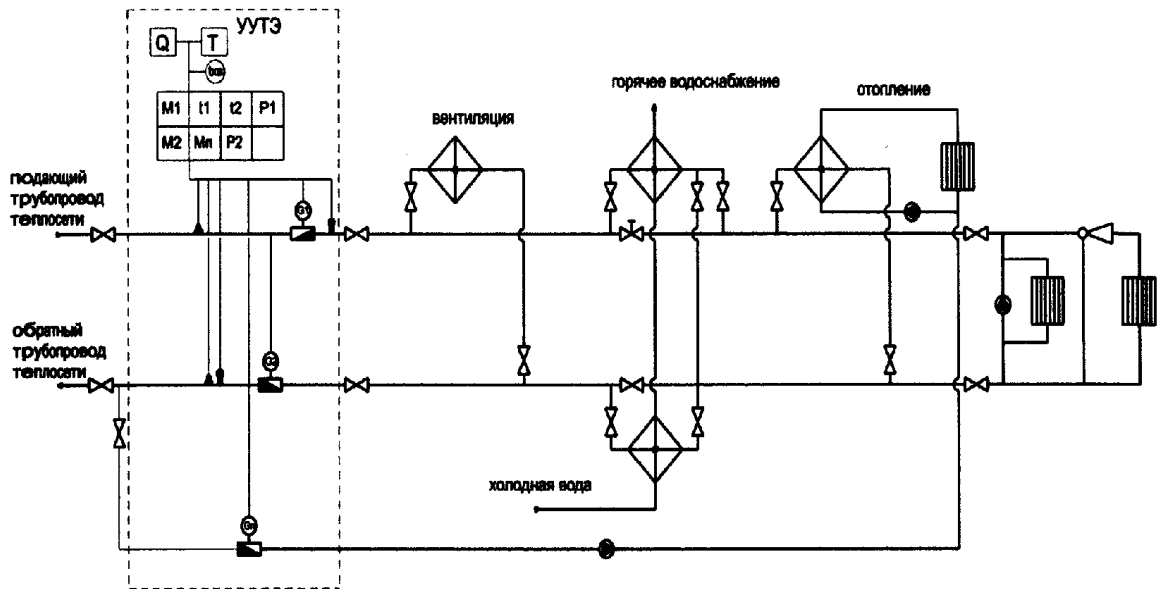 УУТЭ
Q T
M1 t1 t2 P1
M2 Mп P2
горячее водоснабжение
отопление
вентиляция
подающий
трубопровод
теплосети
G1
обратный
трубопровод
теплосети
G2
холодная вода
Gп